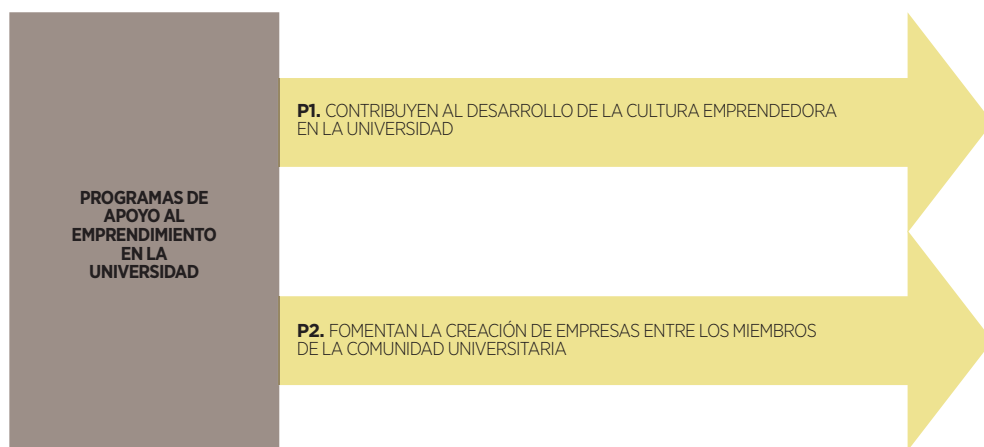 PROGRAMAS DE
APOYO AL
EMPRENDIMIENTO
EN LA
UNIVERSIDAD
P1. CONTRIBUYEN AL DESARROLLO DE LA CULTURA EMPRENDEDORA
EN LA UNIVERSIDAD
P2. FOMENTAN LA CREACIÓN DE EMPRESAS ENTRE LOS MIEMBROS
DE LA COMUNIDAD UNIVERSITARIA